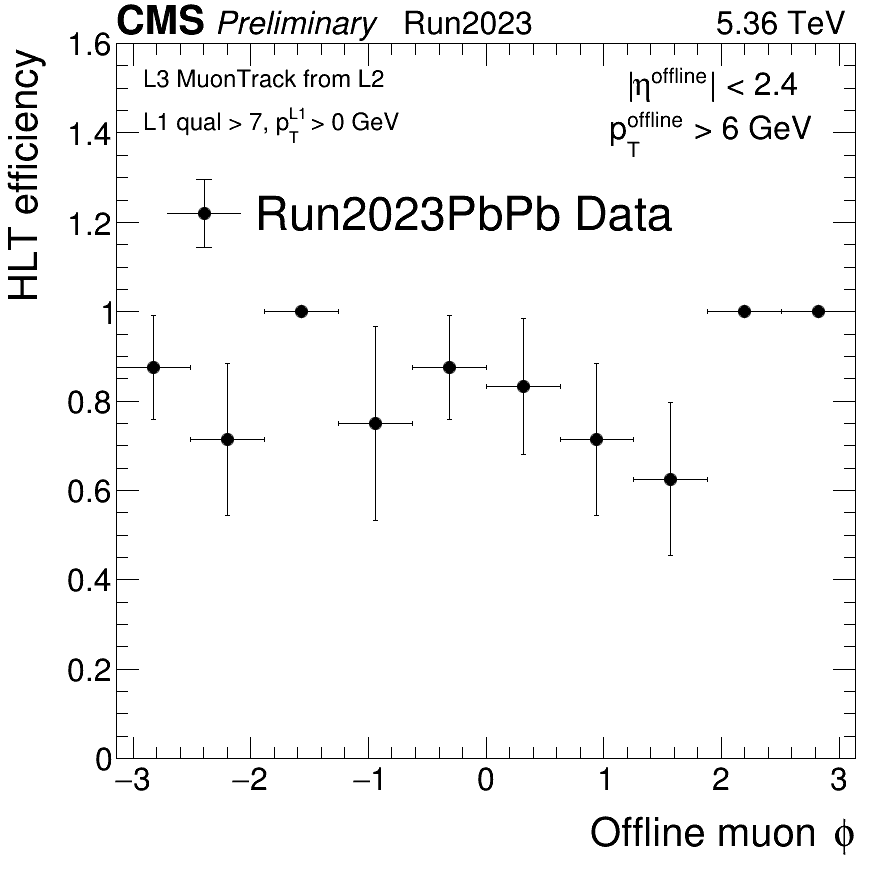 CMS Preliminary Run2023 5.36 TeV
L3 MuonTrack from L2
|η^offline| < 2.4
L1 qual > 7, p_T^L1 > 0 GeV
p_T^offline > 6 GeV
Run2023PbPb Data
HLT efficiency
1.6
1.4
1.2
1
0.8
0.6
0.4
0.2
0
−3 −2 −1 0 1 2 3
Offline muon ϕ